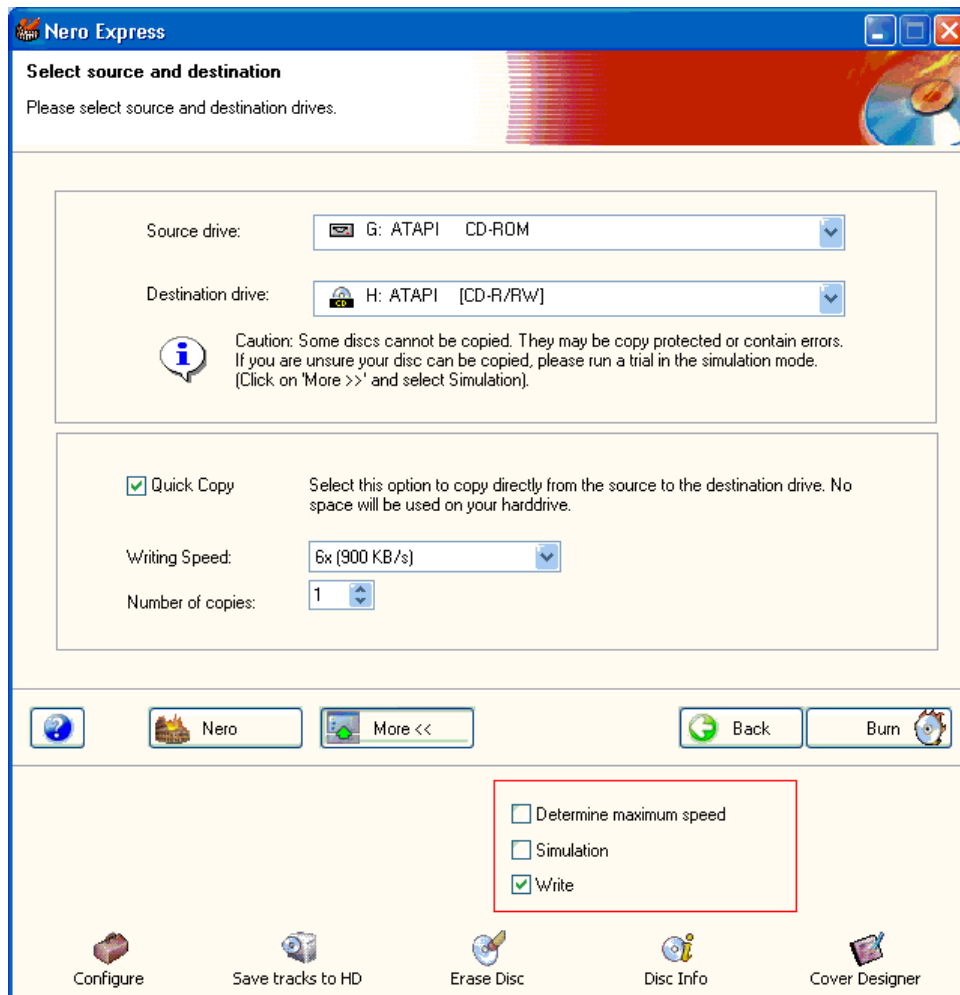 Nero Express
Select source and destination
Please select source and destination drives.
Source drive: G: ATAPI CD-ROM
Destination drive: H: ATAPI [CD-R/RW]
Caution: Some discs cannot be copied. They may be copy protected or contain errors.
If you are unsure your disc can be copied, please run a trial in the simulation mode.
(Click on 'More >>' and select Simulation).
Quick Copy Select this option to copy directly from the source to the destination drive. No
space will be used on your harddrive.
Writing Speed: 6x (900 KB/s)
Number of copies: 1
Nero More << Back Burn
Determine maximum speed
Simulation
Write
Configure Save tracks to HD Erase Disc Disc Info Cover Designer